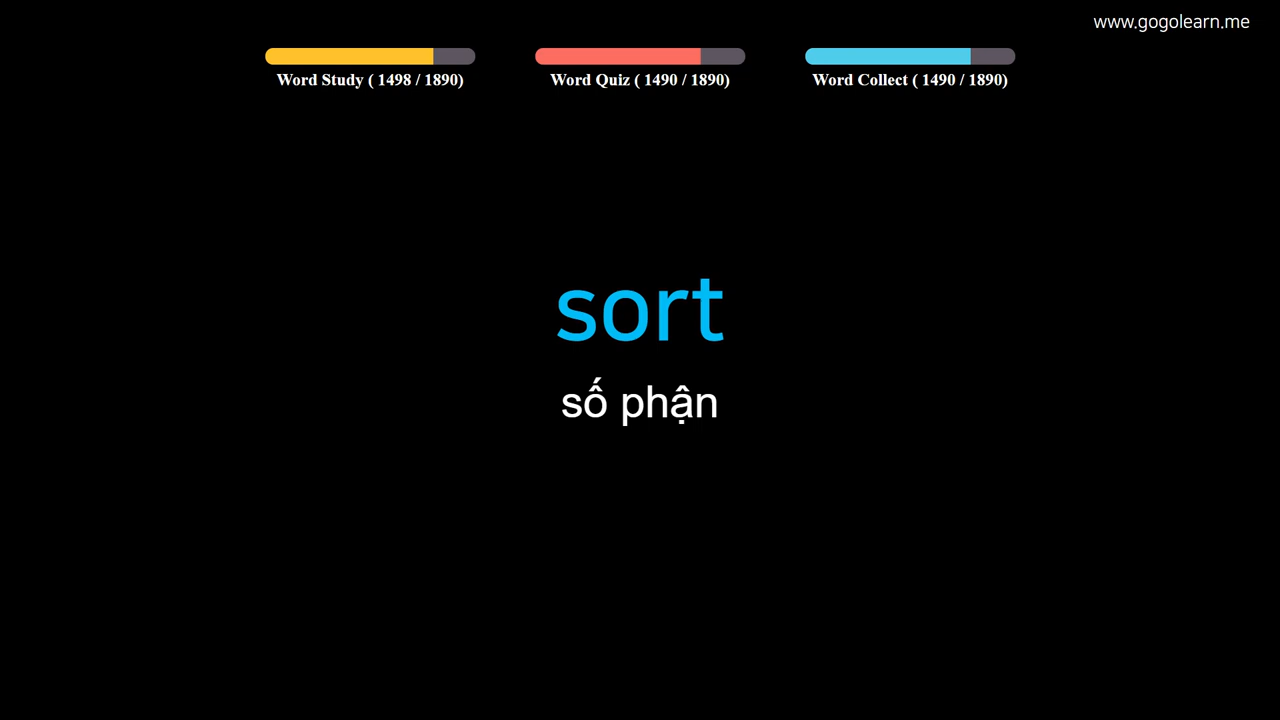 www.gogolearn.me
Word Study ( 1498 / 1890)
Word Quiz ( 1490 / 1890)
Word Collect ( 1490 / 1890)
sort
số phận